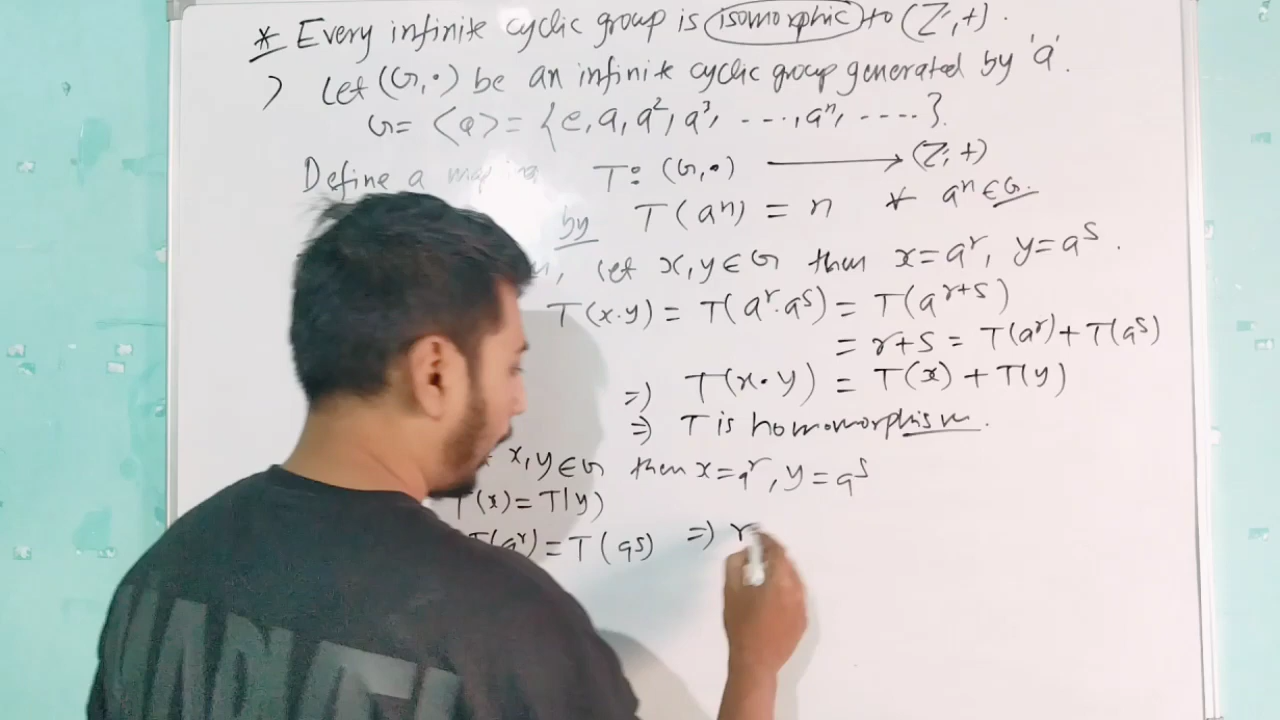 * Every infinite cyclic group is isomorphic to (Z, +).
> Let (G, •) be an infinite cyclic group generated by 'a'.
G = <a> = {e, a, a², a³, ..., aⁿ, ....}.
Define a T: (G, •) ⟶ (Z, +)
by T(aⁿ) = n ∀ aⁿ ∈ G.
let x, y ∈ G then x = aʳ, y = aˢ.
T(x·y) = T(aʳ·aˢ) = T(aʳ⁺ˢ)
= r+s = T(aʳ) + T(aˢ)
=) T(x·y) = T(x) + T(y)
⇒ T is homomorphism.
x, y ∈ G then x = aʳ, y = aˢ
T(x) = T(y)
T(aʳ) = T(aˢ) =) r=